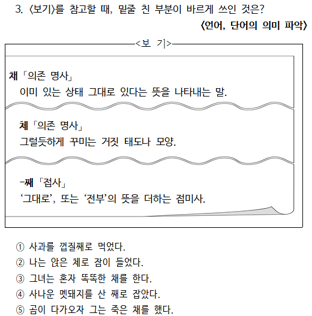 3. <보기>를 참고할 때, 밑줄 친 부분이 바르게 쓰인 것은?
<언어, 단어의 의미 파악>
<보 기>
채「의존 명사」
이미 있는 상태 그대로 있다는 뜻을 나타내는 말.
체「의존 명사」
그럴듯하게 꾸미는 거짓 태도나 모양.
-째「접사」
‘그대로’, 또는 ‘전부’의 뜻을 더하는 접미사.
① 사과를 껍질째로 먹었다.
② 나는 앉은 체로 잠이 들었다.
③ 그녀는 혼자 똑똑한 채를 한다.
④ 사나운 멧돼지를 산 째로 잡았다.
⑤ 곰이 다가오자 그는 죽은 채를 했다.